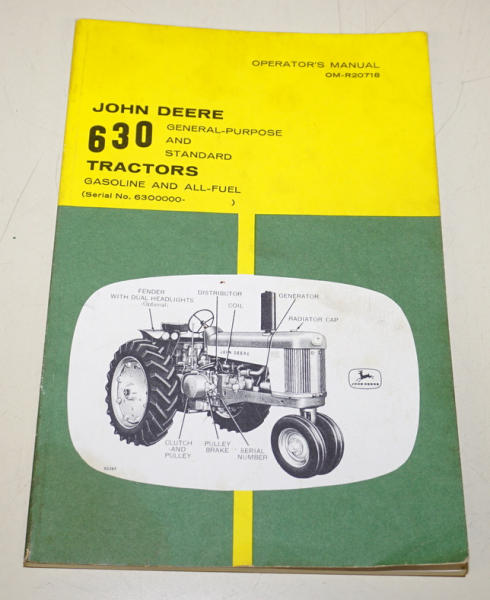 OPERATOR'S MANUAL
OM-R20718
JOHN DEERE
630 GENERAL-PURPOSE
AND
STANDARD
TRACTORS
GASOLINE AND ALL-FUEL
(Serial No. 6300000- )
FENDER
WITH DUAL HEADLIGHTS
(Optional)
DISTRIBUTOR
COIL
GENERATOR
RADIATOR CAP
JOHN DEERE
JOHN DEERE
CLUTCH
AND
PULLEY
PULLEY
BRAKE
SERIAL
NUMBER